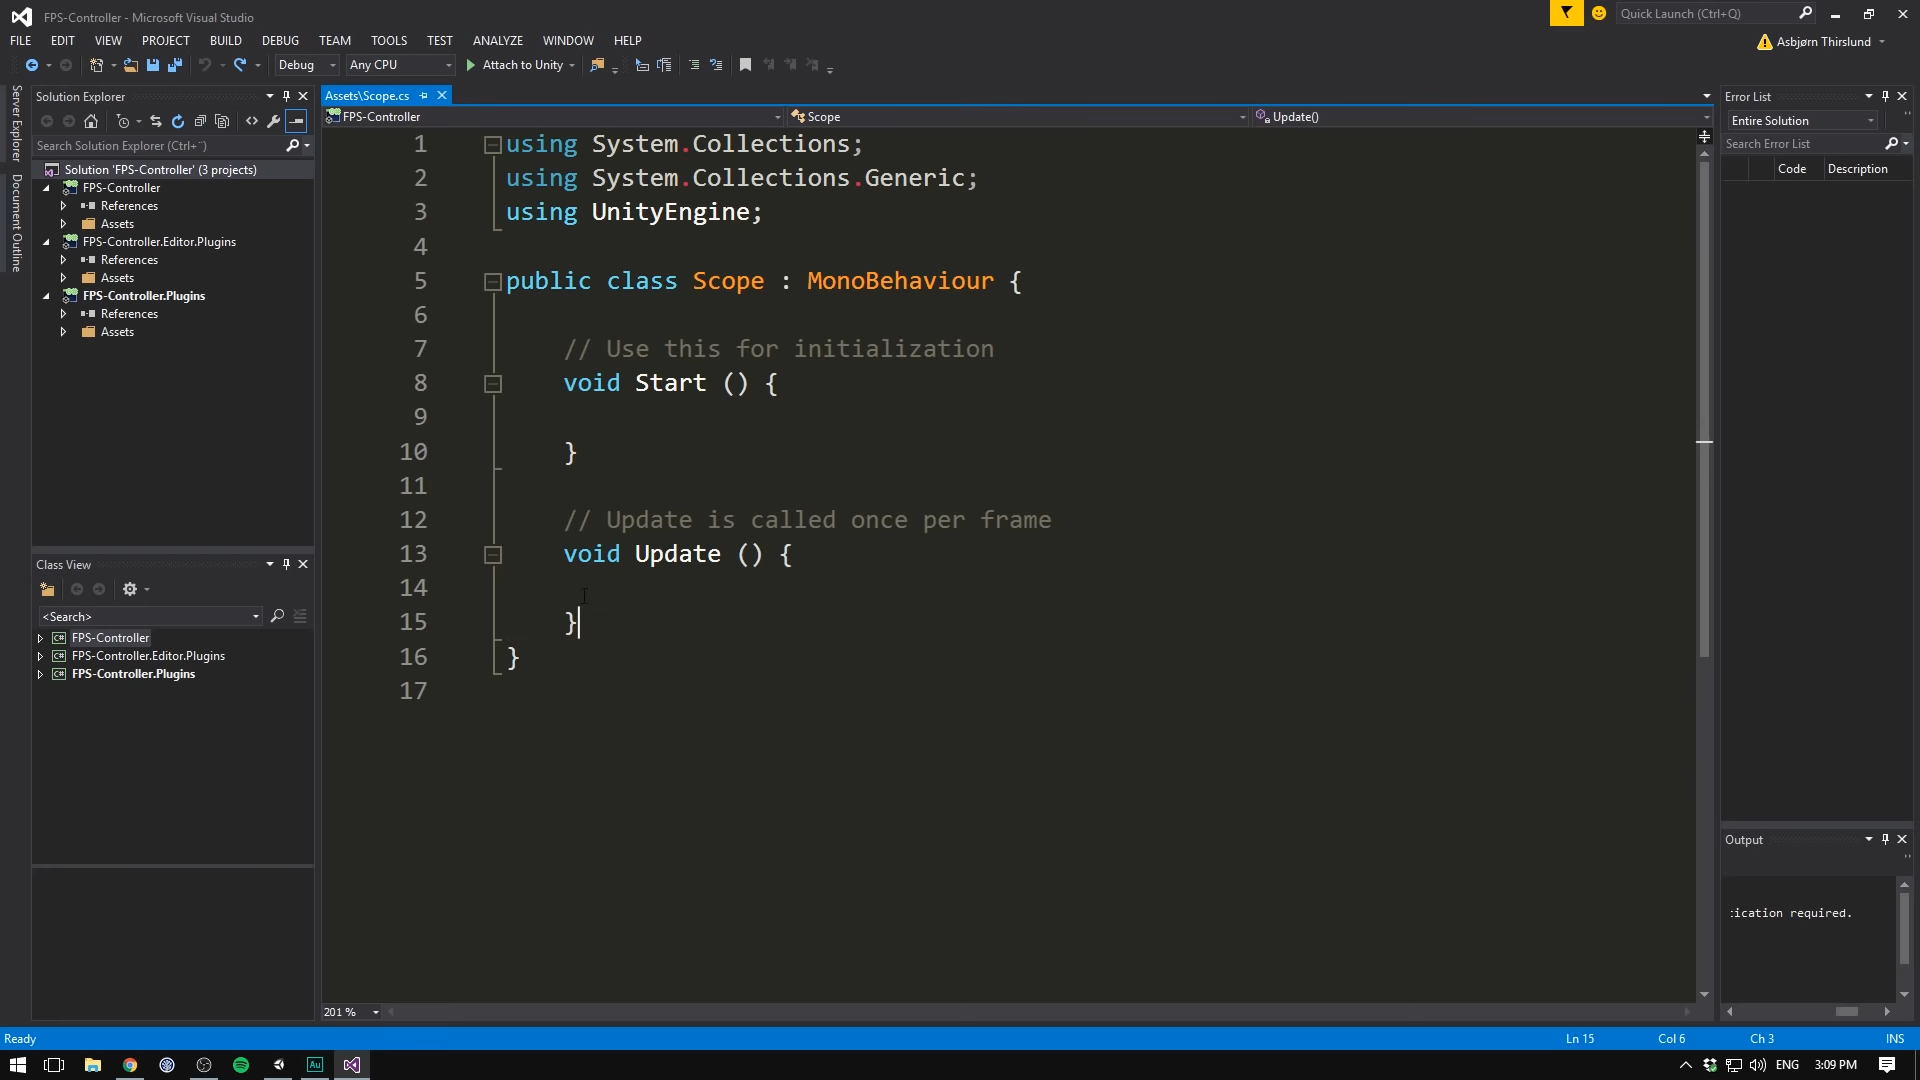 FPS-Controller - Microsoft Visual Studio
Quick Launch (Ctrl+Q)
FILE EDIT VIEW PROJECT BUILD DEBUG TEAM TOOLS TEST ANALYZE WINDOW HELP
Asbjørn Thirslund
Debug Any CPU Attach to Unity
Server Explorer
Document Outline
Solution Explorer
Search Solution Explorer (Ctrl+¨)
Solution 'FPS-Controller' (3 projects)
FPS-Controller
References
Assets
FPS-Controller.Editor.Plugins
References
Assets
FPS-Controller.Plugins
References
Assets
Class View
<Search>
FPS-Controller
FPS-Controller.Editor.Plugins
FPS-Controller.Plugins
Assets\Scope.cs
FPS-Controller Scope Update()
1 using System.Collections;
2 using System.Collections.Generic;
3 using UnityEngine;
4
5 public class Scope : MonoBehaviour {
6
7 // Use this for initialization
8 void Start () {
9
10 }
11
12 // Update is called once per frame
13 void Update () {
14
15 }
16 }
17
201 %
Error List
Entire Solution
Search Error List
Code Description
Output
ication required.
Ready Ln 15 Col 6 Ch 3 INS
Au
ENG 3:09 PM